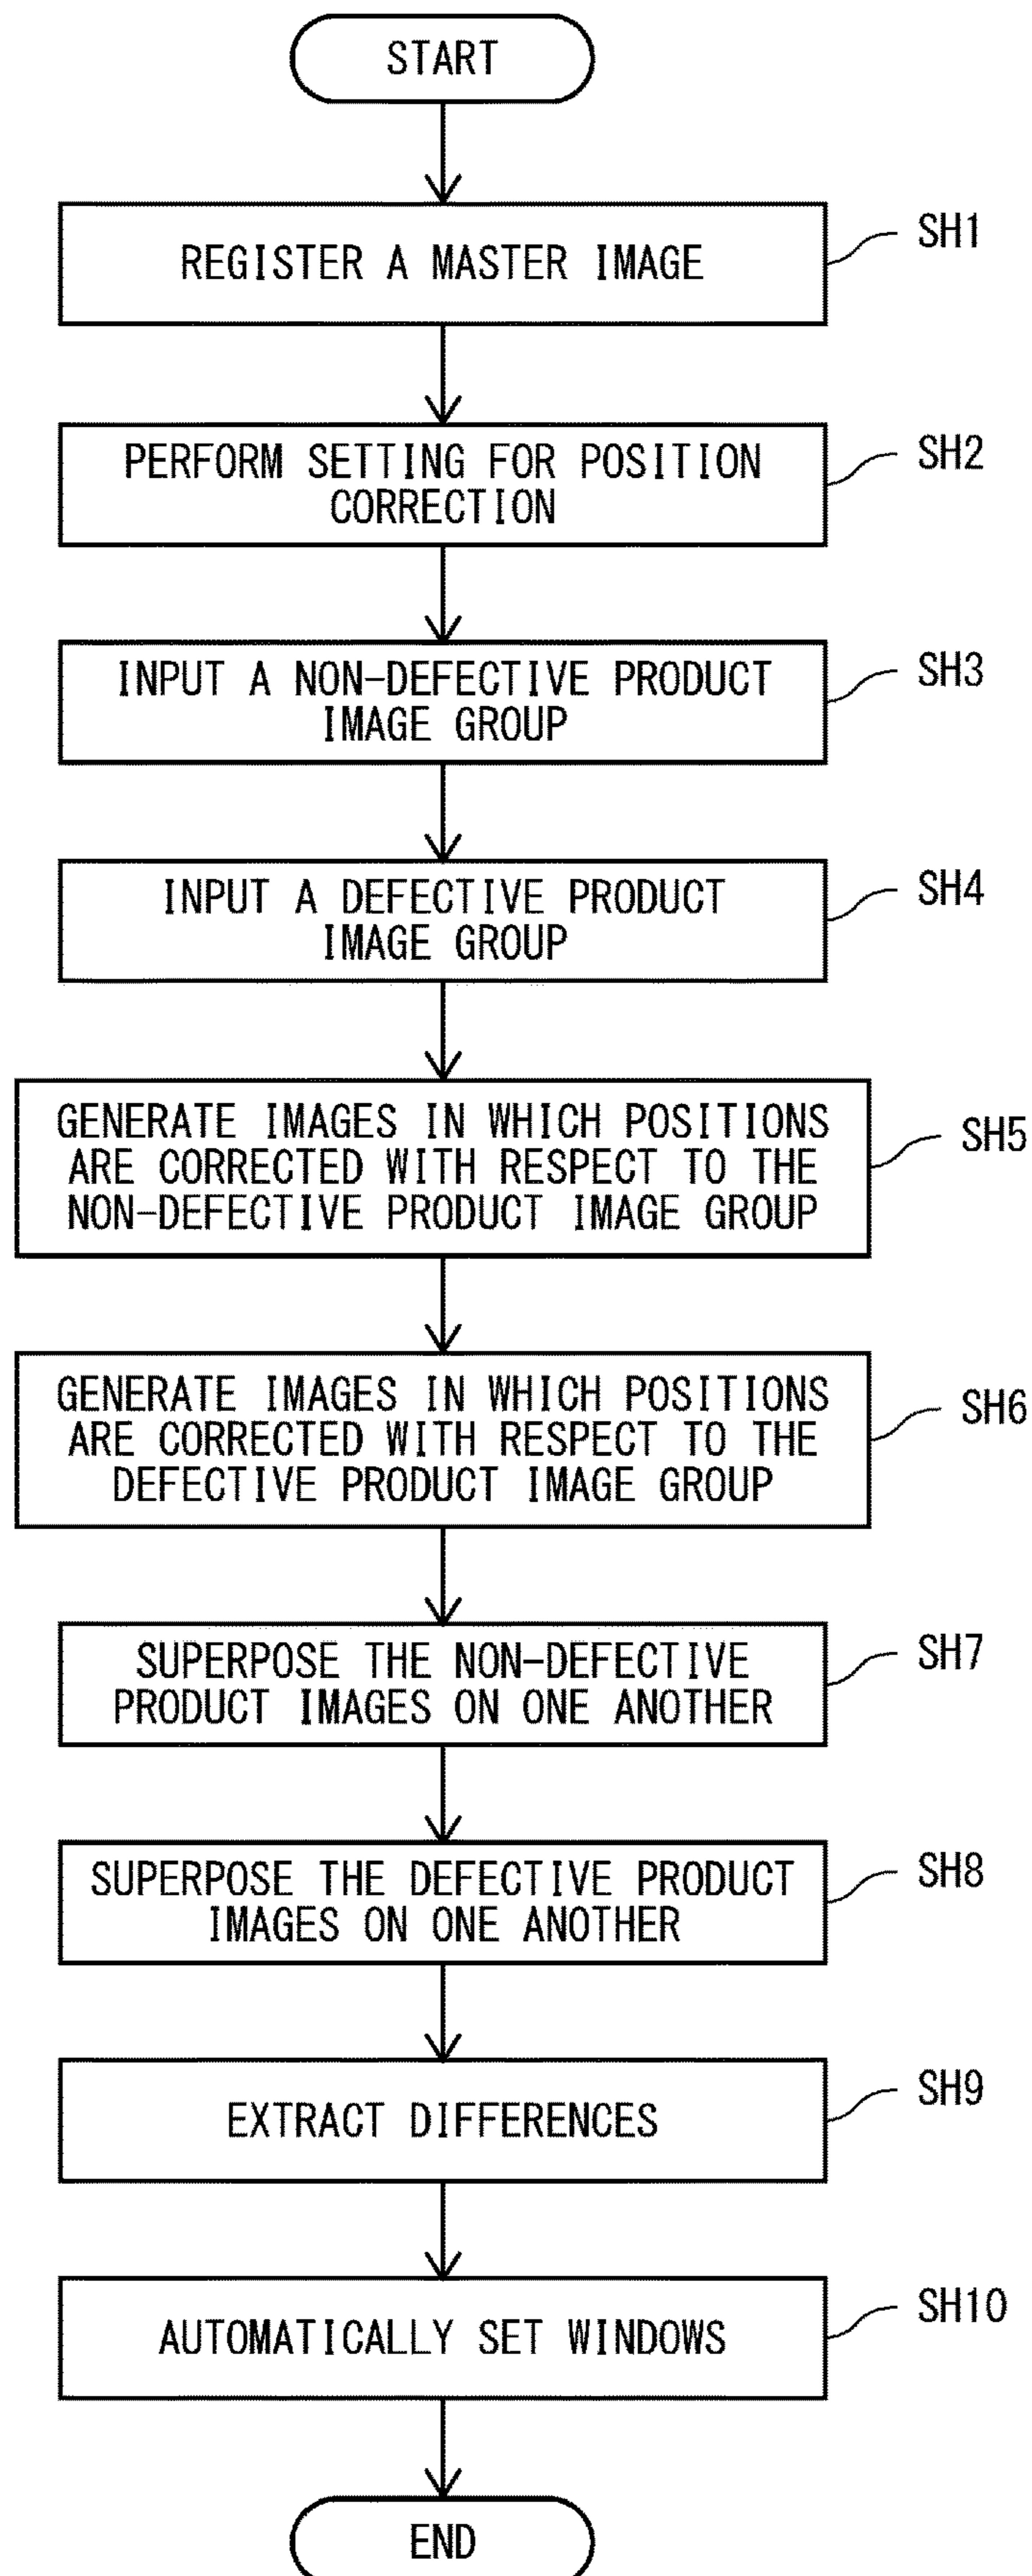 START
REGISTER A MASTER IMAGE
SH1
PERFORM SETTING FOR POSITION
CORRECTION
SH2
INPUT A NON-DEFECTIVE PRODUCT
IMAGE GROUP
SH3
INPUT A DEFECTIVE PRODUCT
IMAGE GROUP
SH4
GENERATE IMAGES IN WHICH POSITIONS
ARE CORRECTED WITH RESPECT TO THE
NON-DEFECTIVE PRODUCT IMAGE GROUP
SH5
GENERATE IMAGES IN WHICH POSITIONS
ARE CORRECTED WITH RESPECT TO THE
DEFECTIVE PRODUCT IMAGE GROUP
SH6
SUPERPOSE THE NON-DEFECTIVE
PRODUCT IMAGES ON ONE ANOTHER
SH7
SUPERPOSE THE DEFECTIVE PRODUCT
IMAGES ON ONE ANOTHER
SH8
EXTRACT DIFFERENCES
SH9
AUTOMATICALLY SET WINDOWS
SH10
END